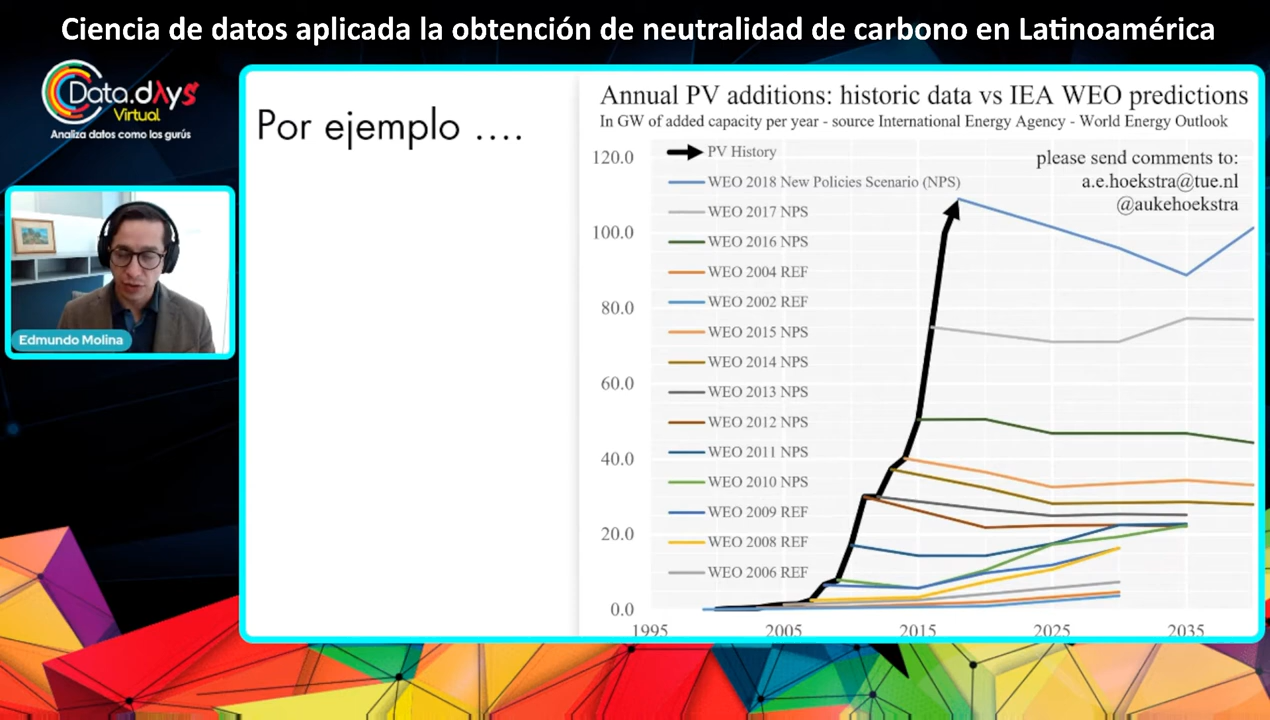 Ciencia de datos aplicada la obtención de neutralidad de carbono en Latinoamérica
Data.dλys
Virtual
Analiza datos como los gurús
Edmundo Molina
Por ejemplo ....
Annual PV additions: historic data vs IEA WEO predictions
In GW of added capacity per year - source International Energy Agency - World Energy Outlook
120.0
100.0
80.0
60.0
40.0
20.0
0.0
PV History
WEO 2018 New Policies Scenario (NPS)
WEO 2017 NPS
WEO 2016 NPS
WEO 2004 REF
WEO 2002 REF
WEO 2015 NPS
WEO 2014 NPS
WEO 2013 NPS
WEO 2012 NPS
WEO 2011 NPS
WEO 2010 NPS
WEO 2009 REF
WEO 2008 REF
WEO 2006 REF
please send comments to:
a.e.hoekstra@tue.nl
@aukehoekstra
1995 2005 2015 2025 2035